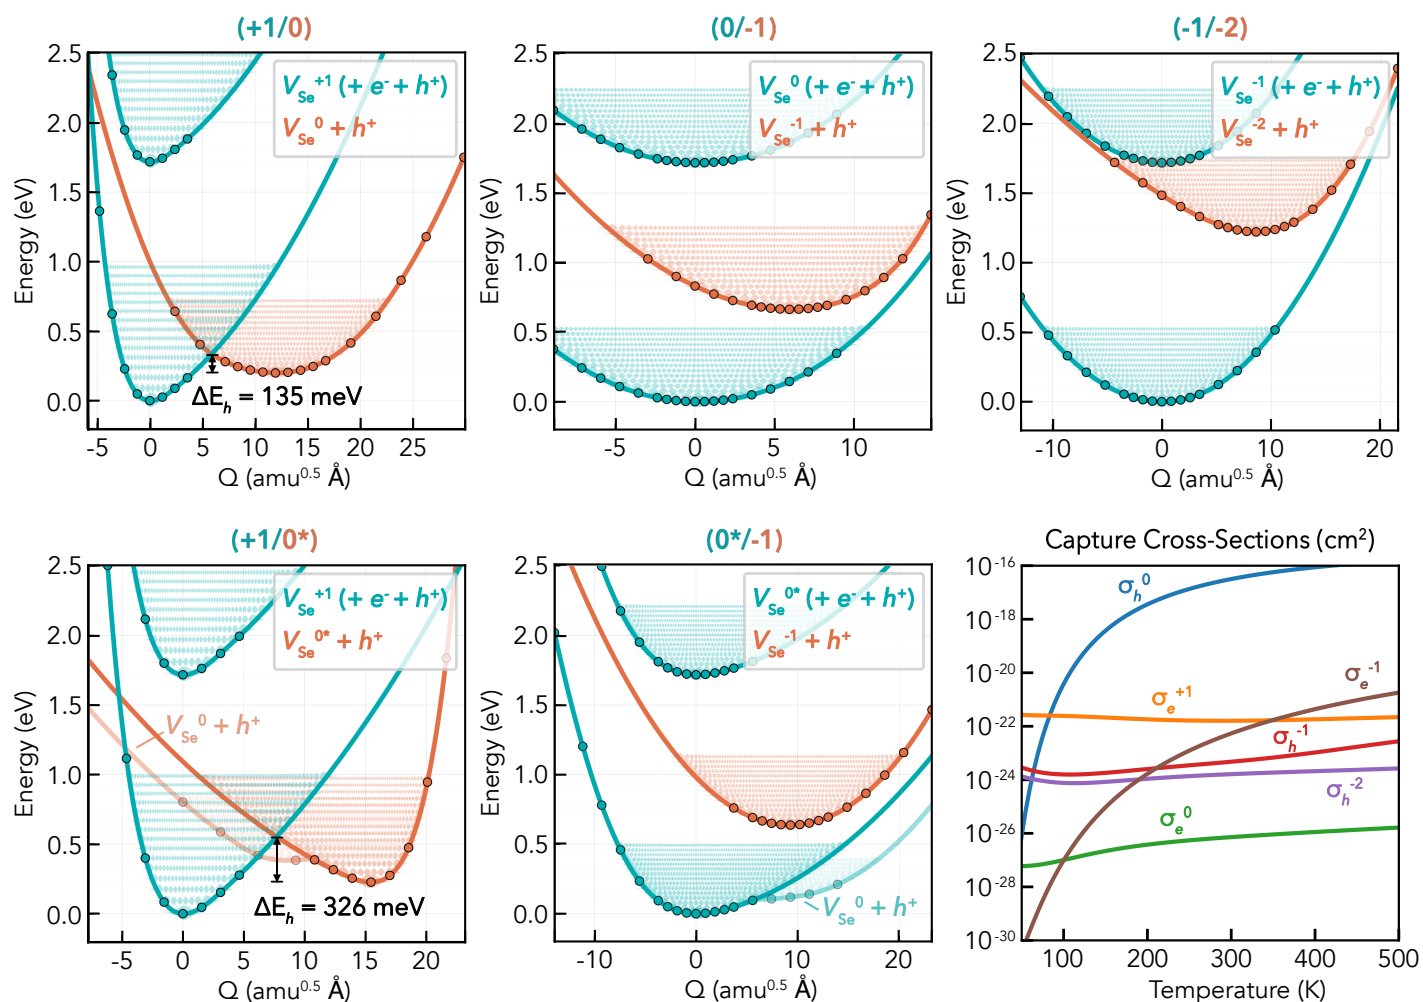 (+1/0)
2.5
2.0
1.5
1.0
0.5
0.0
Energy (eV)
V_Se^+1 (+ e^- + h^+)
V_Se^0 + h^+
ΔE_h = 135 meV
-5 0 5 10 15 20 25
Q (amu^0.5 Å)
(0/-1)
2.5
2.0
1.5
1.0
0.5
0.0
Energy (eV)
V_Se^0 (+ e^- + h^+)
V_Se^-1 + h^+
-5 0 5 10
Q (amu^0.5 Å)
(-1/-2)
2.5
2.0
1.5
1.0
0.5
0.0
Energy (eV)
V_Se^-1 (+ e^- + h^+)
V_Se^-2 + h^+
-10 0 10 20
Q (amu^0.5 Å)
(+1/0*)
2.5
2.0
1.5
1.0
0.5
0.0
Energy (eV)
V_Se^+1 (+ e^- + h^+)
V_Se^0* + h^+
V_Se^0 + h^+
ΔE_h = 326 meV
-5 0 5 10 15 20
Q (amu^0.5 Å)
(0*/-1)
2.5
2.0
1.5
1.0
0.5
0.0
Energy (eV)
V_Se^0* (+ e^- + h^+)
V_Se^-1 + h^+
V_Se^0 + h^+
-10 0 10 20
Q (amu^0.5 Å)
Capture Cross-Sections (cm²)
10^-16
10^-18
10^-20
10^-22
10^-24
10^-26
10^-28
10^-30
σ_h^0
σ_e^-1
σ_e^+1
σ_h^-1
σ_h^-2
σ_e^0
100 200 300 400 500
Temperature (K)